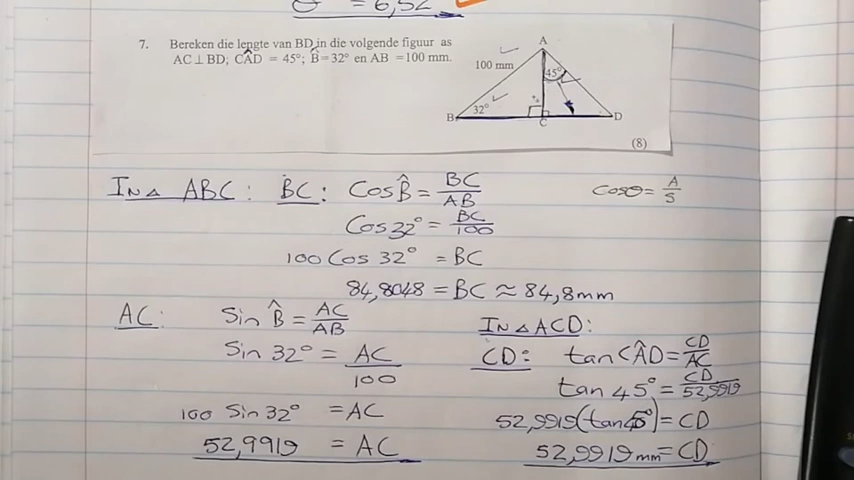 θ = 6,52
7. Bereken die lengte van BD in die volgende figuur as
AC ⊥ BD; CÂD = 45°; B̂=32° en AB =100 mm.
A
100 mm
45°
32°
B
C
D
(8)
IN △ ABC: BC: Cos B̂ = BC/AB
Cosθ = A/S
Cos 32° = BC/100
100 Cos 32° = BC
84,8048 = BC ≈ 84,8mm
AC: Sin B̂ = AC/AB
Sin 32° = AC/100
100 Sin 32° = AC
52,9919 = AC
IN △ ACD:
CD: tan CÂD = CD/AC
tan 45° = CD/52,9919
52,9919(tan45°) = CD
52,9919 mm = CD